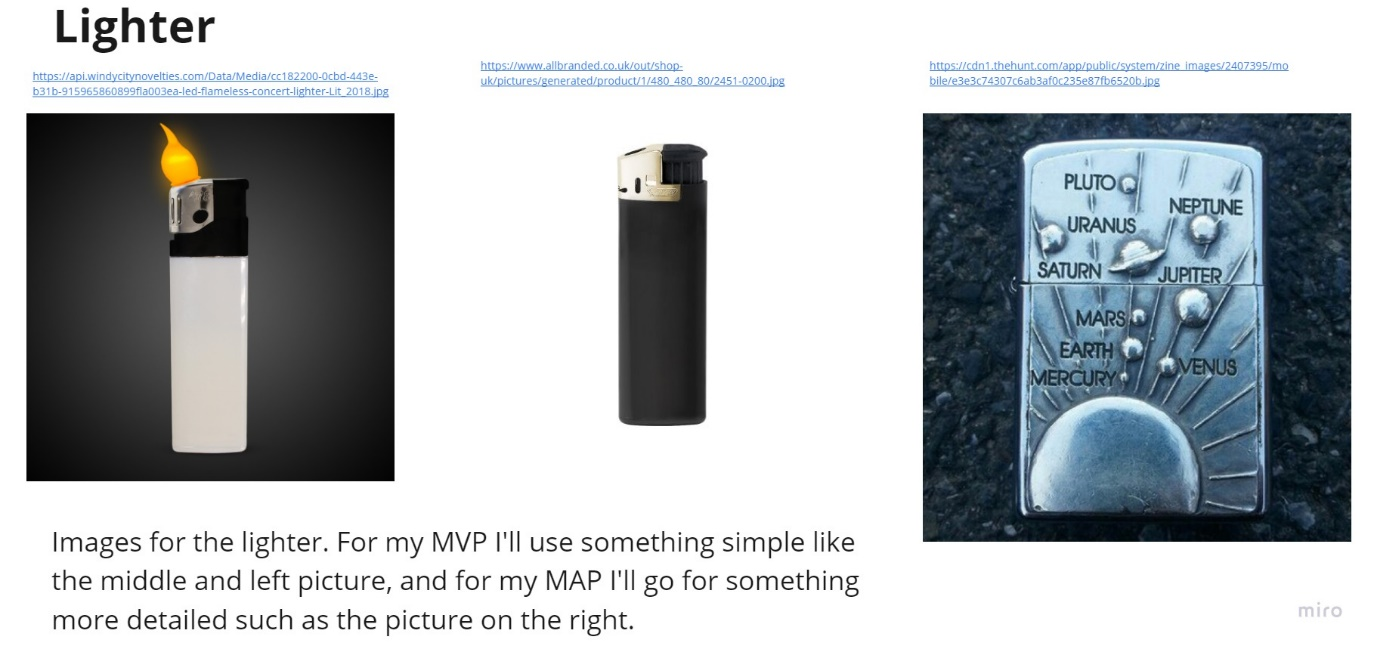 Lighter
https://api.windycitynovelties.com/Data/Media/cc182200-0cbd-443e-
b31b-915965860899fla003ea-led-flameless-concert-lighter-Lit_2018.jpg
https://www.allbranded.co.uk/out/shop-
uk/pictures/generated/product/1/480_480_80/2451-0200.jpg
https://cdn1.thehunt.com/app/public/system/zine_images/2407395/mo
bile/e3e3c74307c6ab3af0c235e87fb6520b.jpg
PLUTO
NEPTUNE
URANUS
SATURN
JUPITER
MARS
EARTH
VENUS
MERCURY
Images for the lighter. For my MVP I'll use something simple like
the middle and left picture, and for my MAP I'll go for something
more detailed such as the picture on the right.
miro